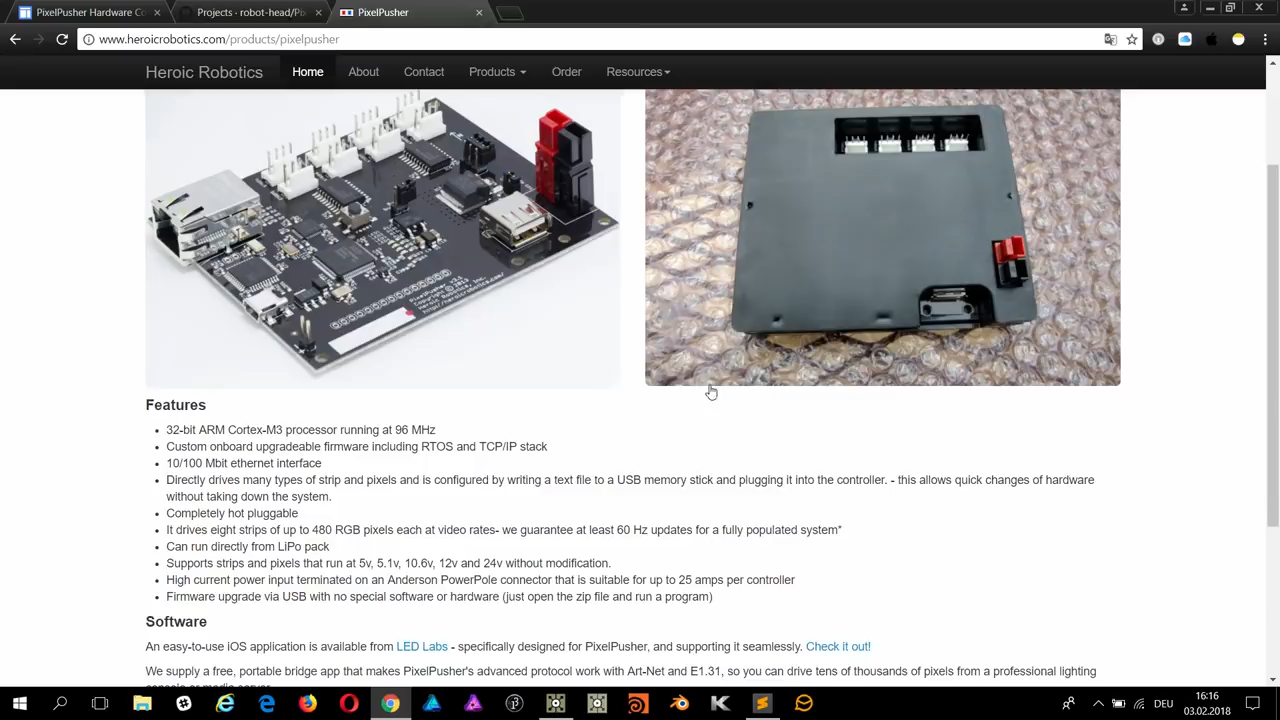 PixelPusher Hardware Co
Projects - robot-head/Pix
PixelPusher
www.heroicrobotics.com/products/pixelpusher
Heroic Robotics
Home
About
Contact
Products
Order
Resources
PixelPusher
Copyright © 2013
Heroic Robotics, Inc.
Features
32-bit ARM Cortex-M3 processor running at 96 MHz
Custom onboard upgradeable firmware including RTOS and TCP/IP stack
10/100 Mbit ethernet interface
Directly drives many types of strip and pixels and is configured by writing a text file to a USB memory stick and plugging it into the controller. - this allows quick changes of hardware
without taking down the system.
Completely hot pluggable
It drives eight strips of up to 480 RGB pixels each at video rates- we guarantee at least 60 Hz updates for a fully populated system*
Can run directly from LiPo pack
Supports strips and pixels that run at 5v, 5.1v, 10.6v, 12v and 24v without modification.
High current power input terminated on an Anderson PowerPole connector that is suitable for up to 25 amps per controller
Firmware upgrade via USB with no special software or hardware (just open the zip file and run a program)
Software
An easy-to-use iOS application is available from LED Labs - specifically designed for PixelPusher, and supporting it seamlessly. Check it out!
We supply a free, portable bridge app that makes PixelPusher's advanced protocol work with Art-Net and E1.31, so you can drive tens of thousands of pixels from a professional lighting
console or media server.
DEU
16:16
03.02.2018